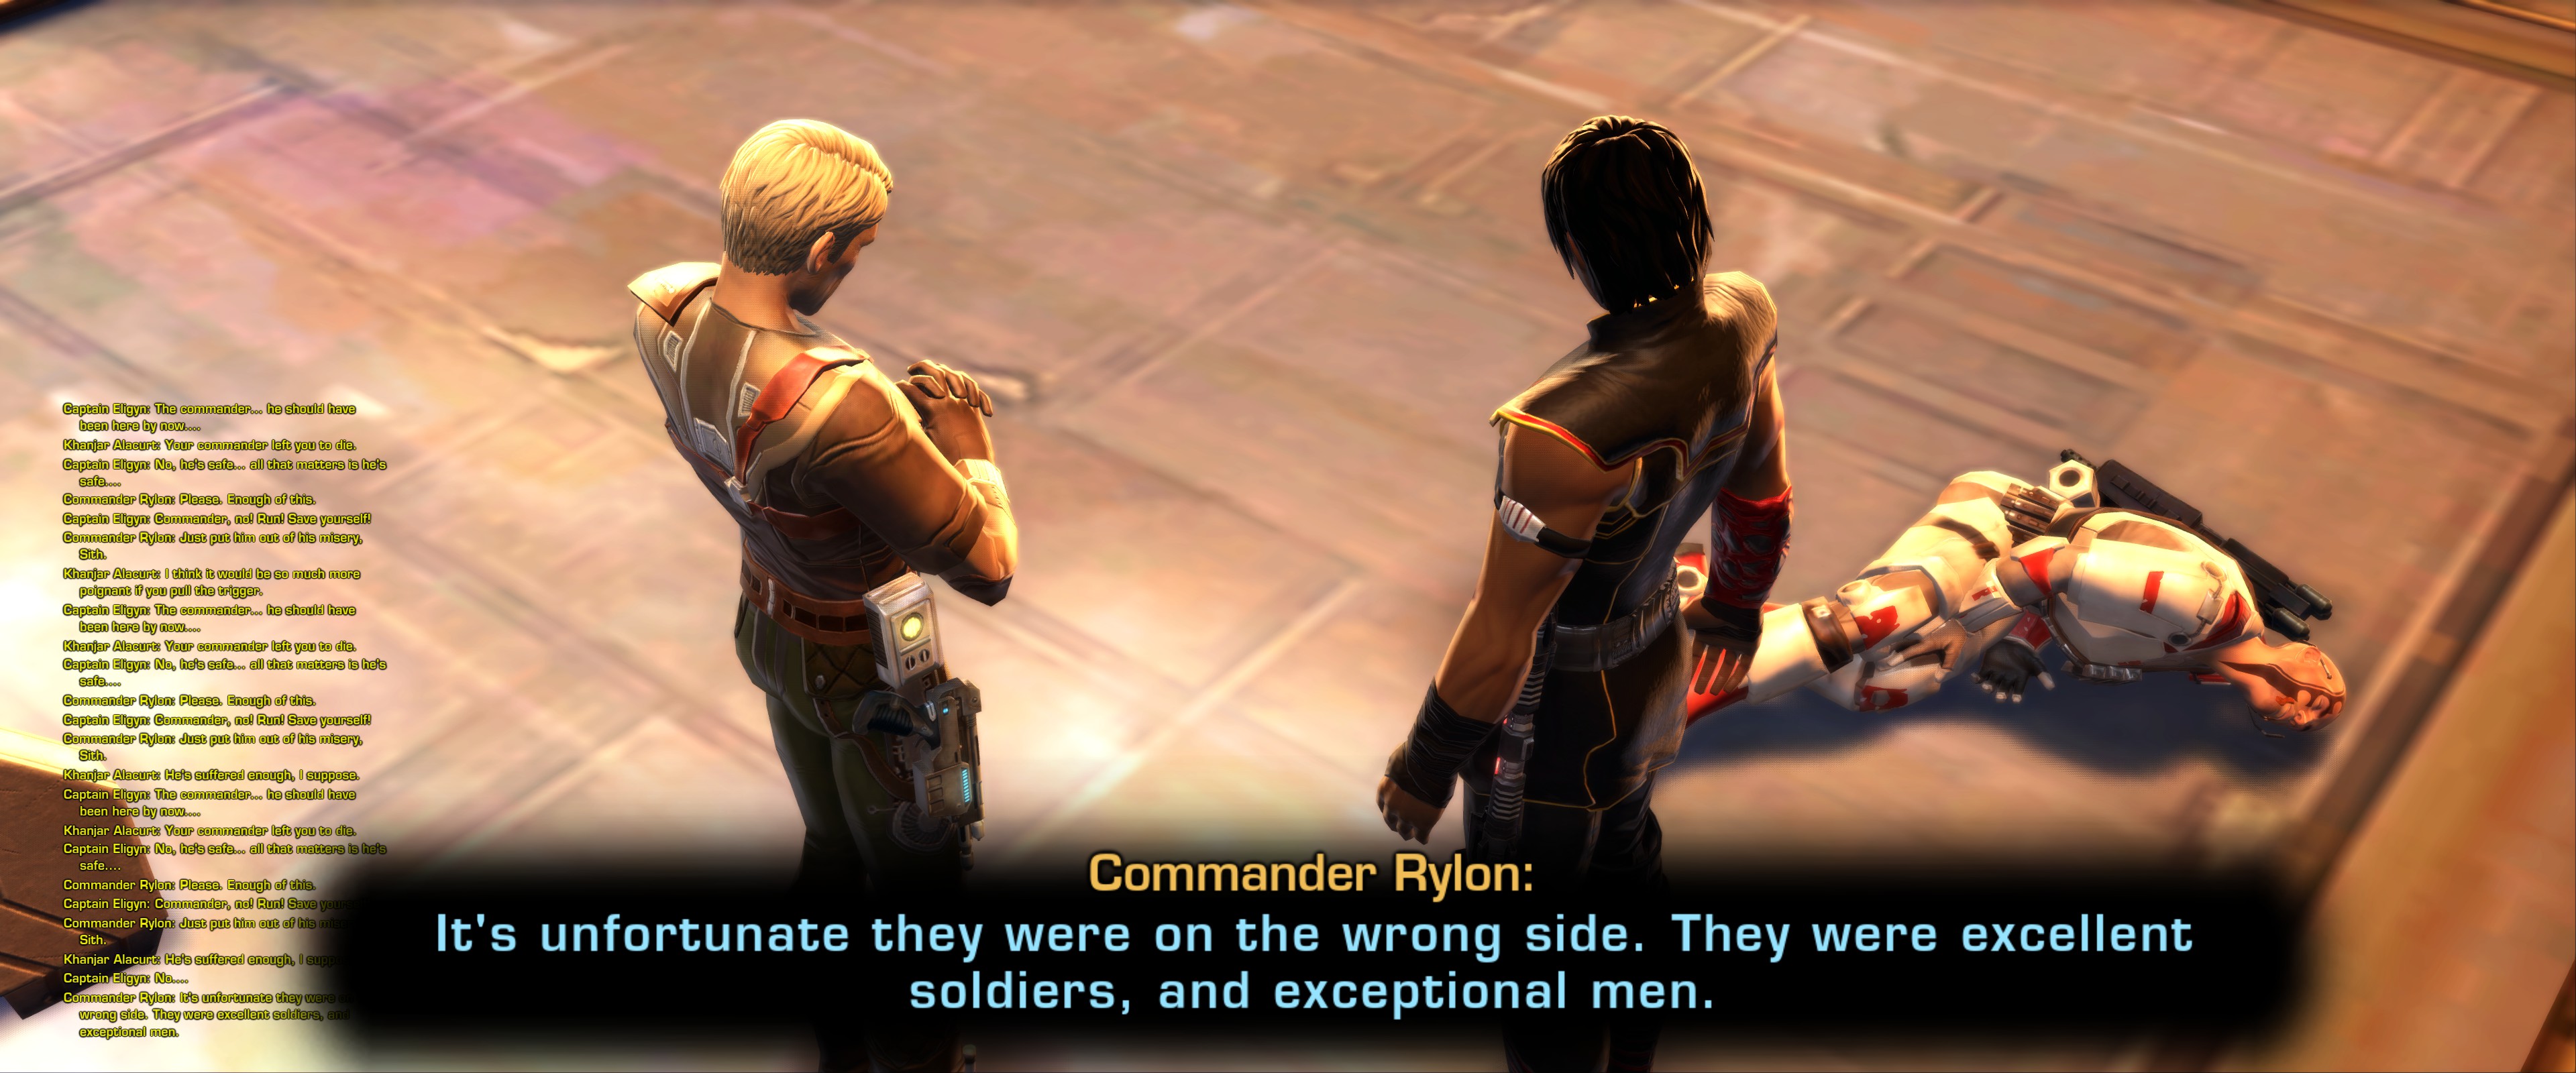 Captain Eligyn: The commander... he should have
been here by now....
Khanjar Alacurt: Your commander left you to die.
Captain Eligyn: No, he's safe... all that matters is he's
safe....
Commander Rylon: Please. Enough of this.
Captain Eligyn: Commander, no! Run! Save yourself!
Commander Rylon: Just put him out of his misery,
Sith.
Khanjar Alacurt: I think it would be so much more
poignant if you pull the trigger.
Captain Eligyn: The commander... he should have
been here by now....
Khanjar Alacurt: Your commander left you to die.
Captain Eligyn: No, he's safe... all that matters is he's
safe....
Commander Rylon: Please. Enough of this.
Captain Eligyn: Commander, no! Run! Save yourself!
Commander Rylon: Just put him out of his misery,
Sith.
Khanjar Alacurt: He's suffered enough, I suppose.
Captain Eligyn: The commander... he should have
been here by now....
Khanjar Alacurt: Your commander left you to die.
Captain Eligyn: No, he's safe... all that matters is he's
safe....
Commander Rylon: Please. Enough of this.
Captain Eligyn: Commander, no! Run! Save
Commander Rylon: Just put him out of his
Sith.
Khanjar Alacurt: He's suffered enough, I
Captain Eligyn: No....
Commander Rylon: It's unfortunate they were
wrong side. They were excellent soldiers, and
exceptional men.
Commander Rylon:
It's unfortunate they were on the wrong side. They were excellent
soldiers, and exceptional men.